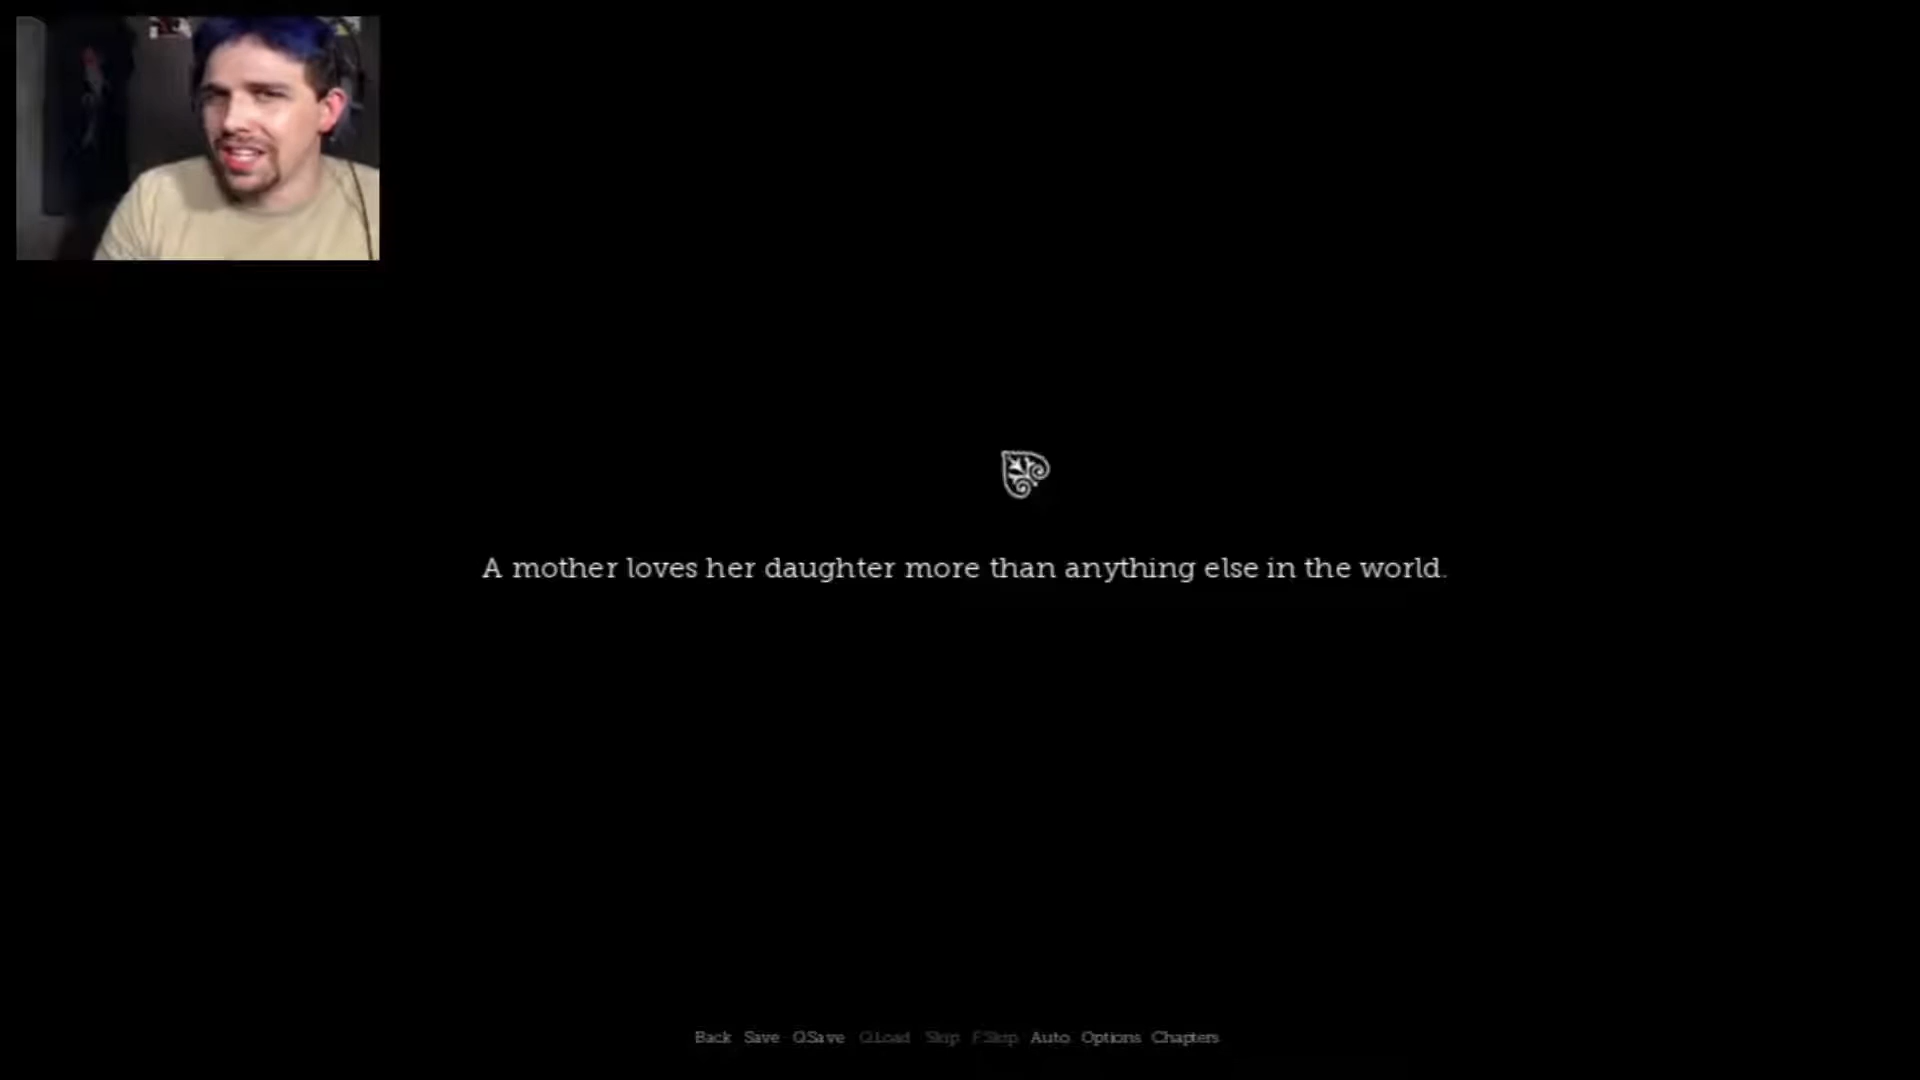 A mother loves her daughter more than anything else in the world.
Back Save Q.Save Q.Load Skip F.Skip Auto Options Chapters